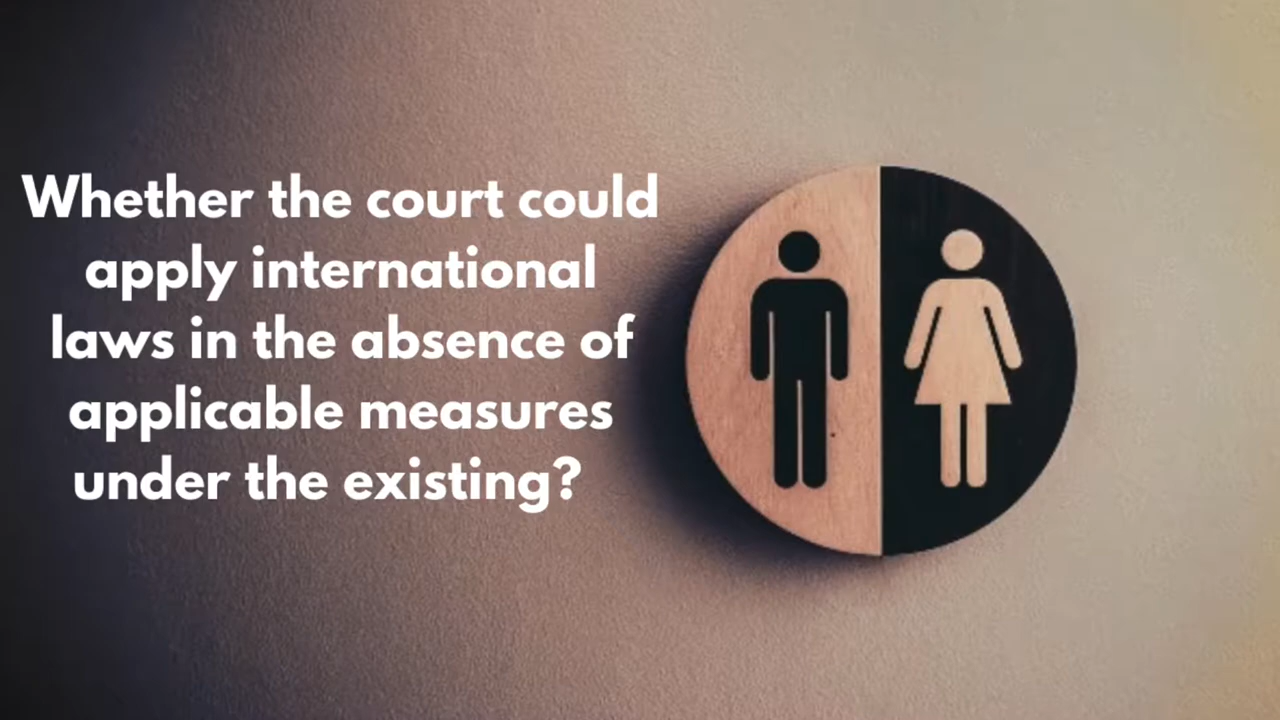 Whether the court could
apply international
laws in the absence of
applicable measures
under the existing?